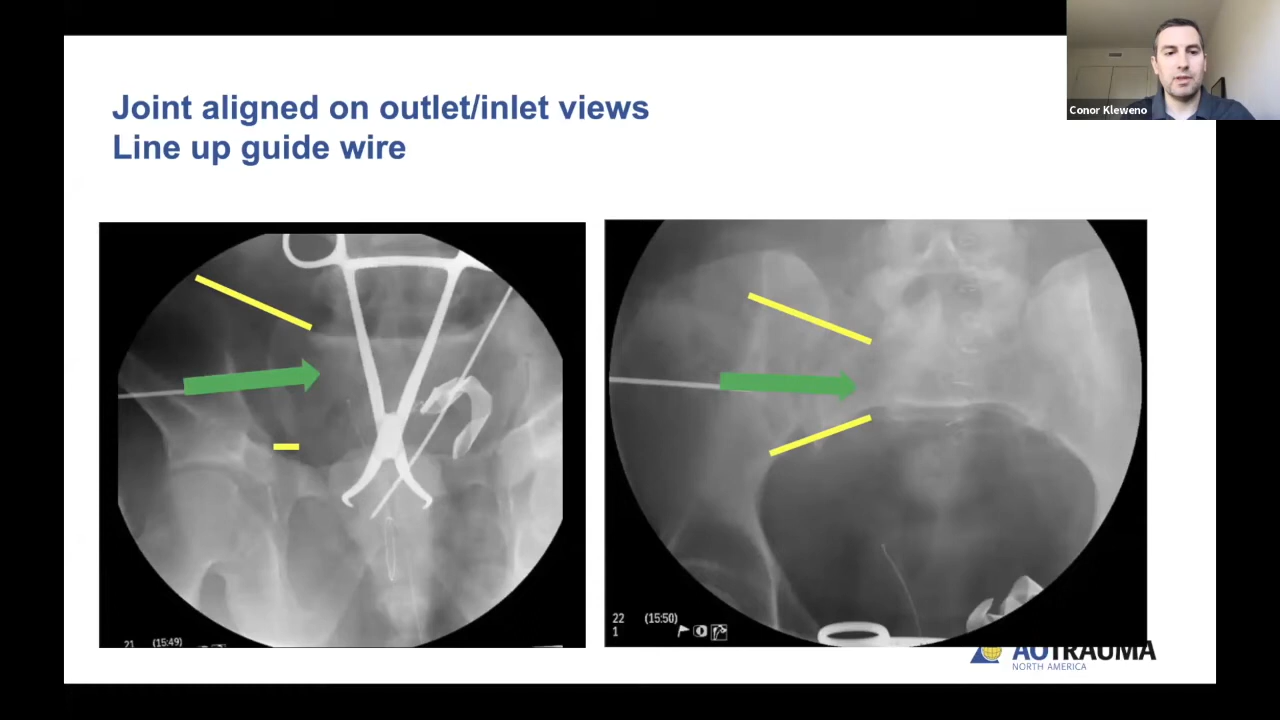 Conor Kleweno
Joint aligned on outlet/inlet views
Line up guide wire
21 (15:49)
22 (15:50)
1
AOTRAUMA
NORTH AMERICA